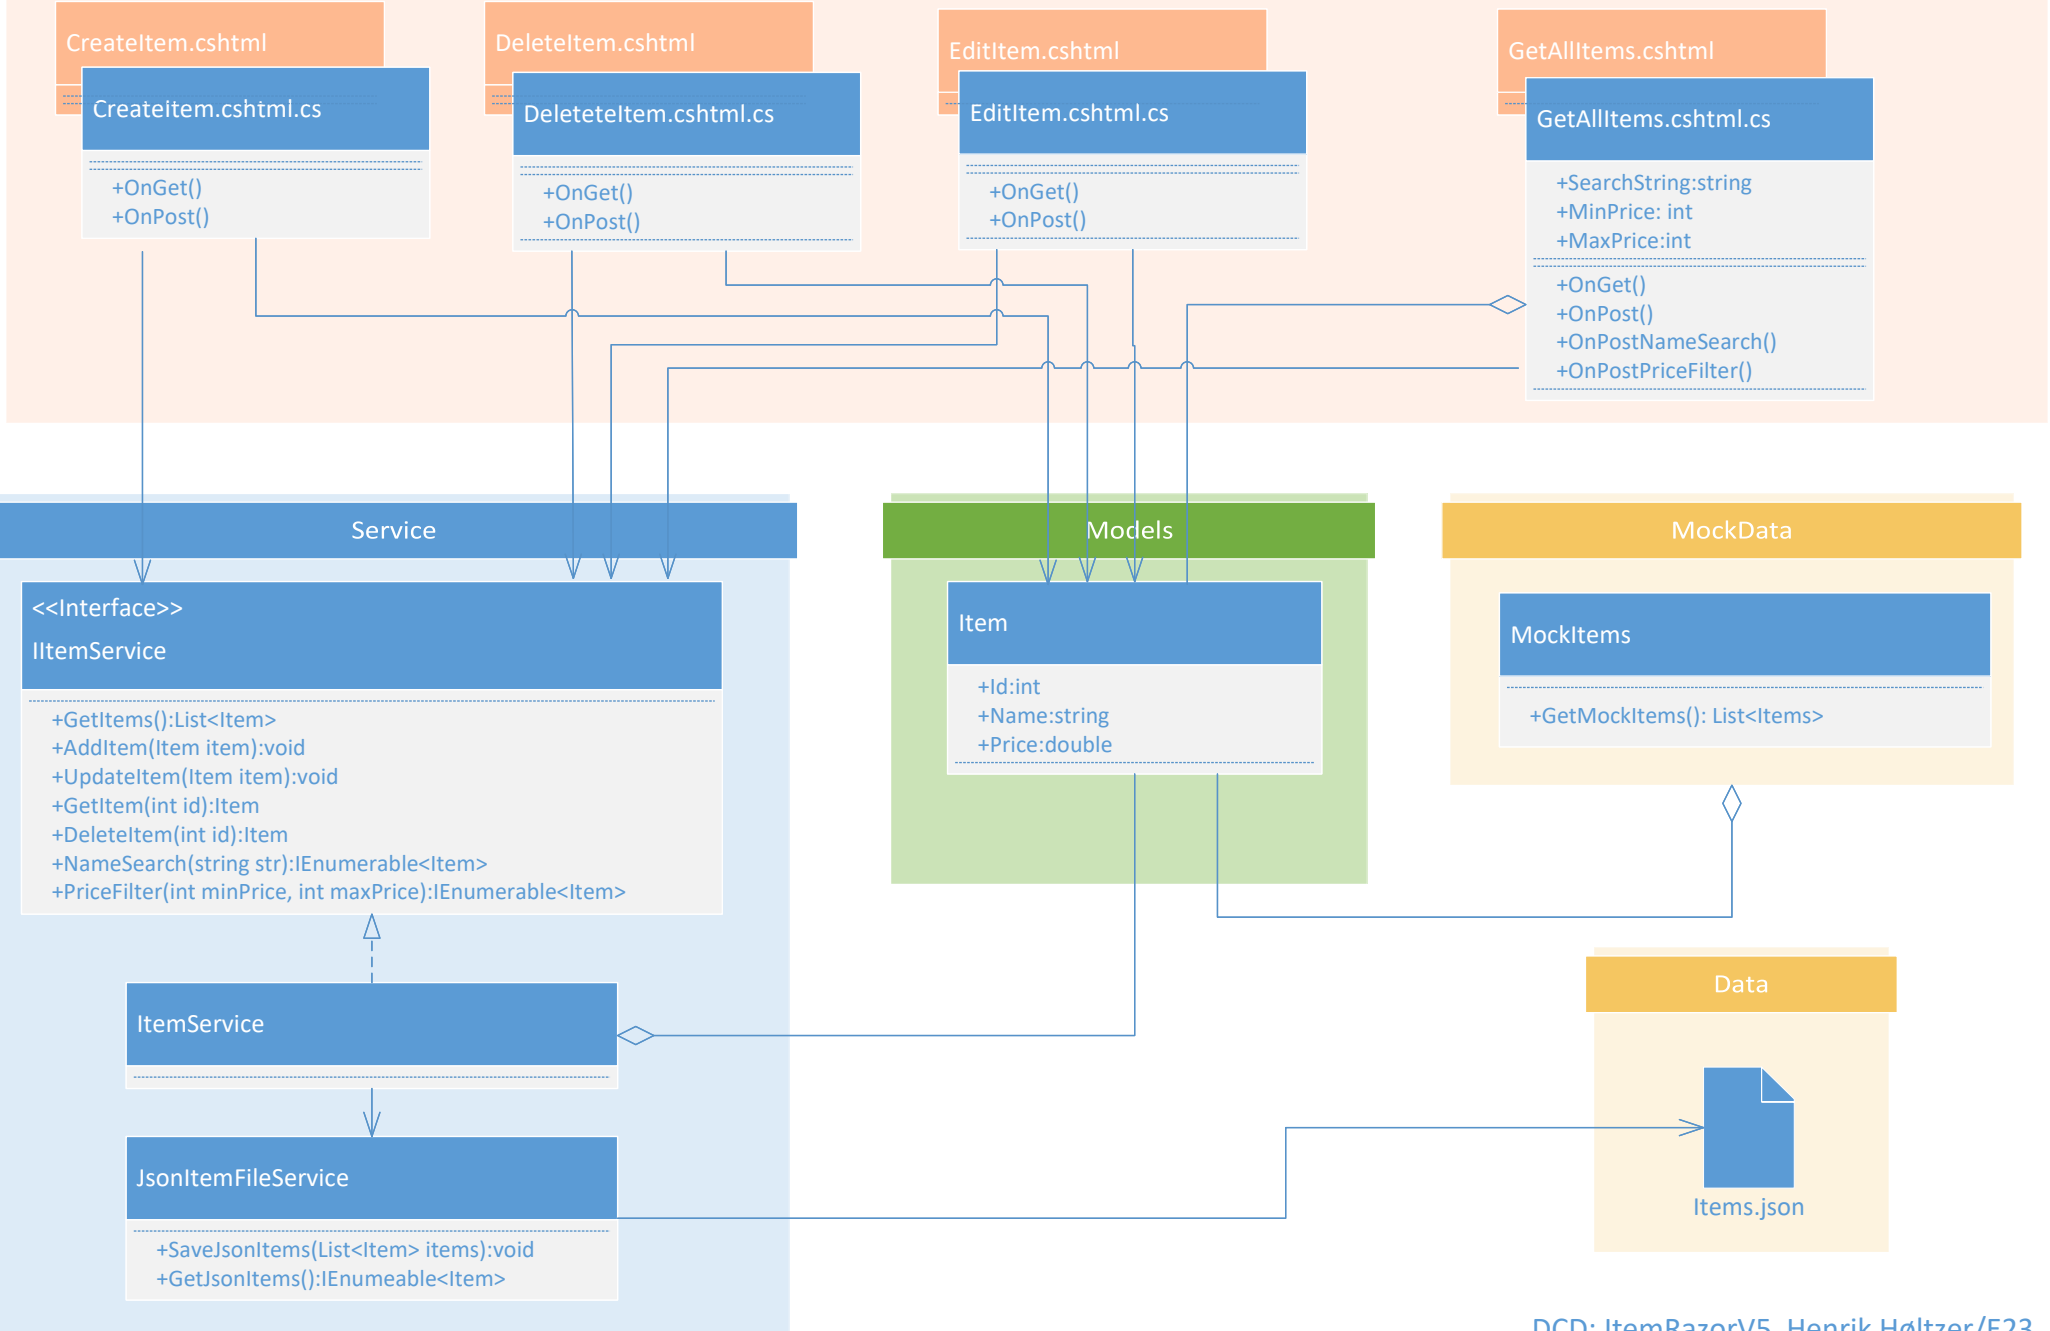 CreateItem.cshtml
CreateItem.cshtml.cs
+OnGet()
+OnPost()
DeleteItem.cshtml
DeleteteItem.cshtml.cs
+OnGet()
+OnPost()
EditItem.cshtml
EditItem.cshtml.cs
+OnGet()
+OnPost()
GetAllItems.cshtml
GetAllItems.cshtml.cs
+SearchString:string
+MinPrice: int
+MaxPrice:int
+OnGet()
+OnPost()
+OnPostNameSearch()
+OnPostPriceFilter()
Service
<<Interface>>
IItemService
+GetItems():List<Item>
+AddItem(Item item):void
+UpdateItem(Item item):void
+GetItem(int id):Item
+DeleteItem(int id):Item
+NameSearch(string str):IEnumerable<Item>
+PriceFilter(int minPrice, int maxPrice):IEnumerable<Item>
ItemService
JsonItemFileService
+SaveJsonItems(List<Item> items):void
+GetJsonItems():IEnumeable<Item>
Models
Item
+Id:int
+Name:string
+Price:double
MockData
MockItems
+GetMockItems(): List<Items>
Data
Items.json
DCD: ItemRazorV5, Henrik Høltzer/E23